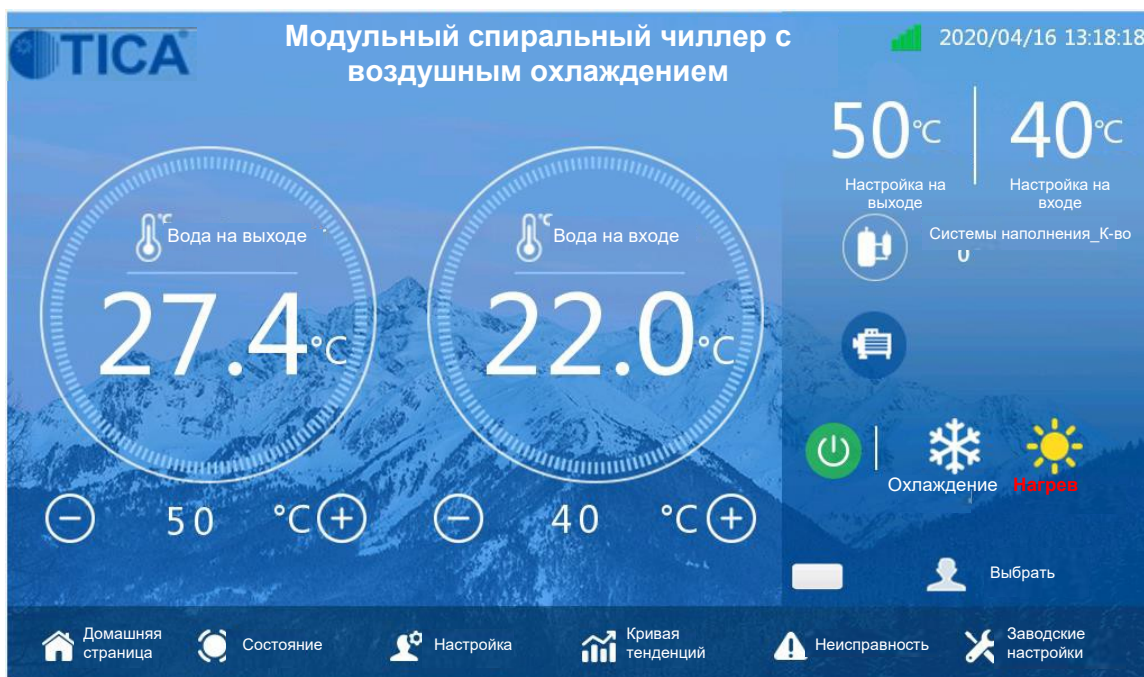 TICA
Модульный спиральный чиллер с
воздушным охлаждением
2020/04/16 13:18:18
50°C
40°C
Настройка на
выходе
Настройка на
входе
°C
Вода на выходе
27.4°C
°C
Вода на входе
22.0°C
Системы наполнения_К-во
Охлаждение
Нагрев
50 °C
40 °C
Выбрать
Домашняя
страница
Состояние
Настройка
Кривая
тенденций
Неисправность
Заводские
настройки